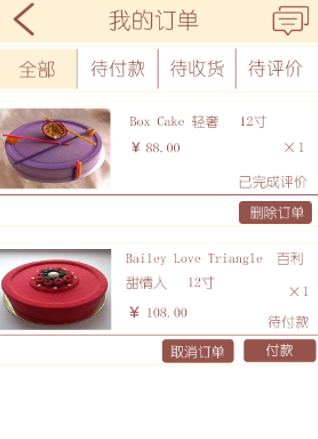 我的订单
全部 待付款 待收货 待评价
Box Cake 轻奢 12寸
¥ 88.00 ×1
已完成评价
删除订单
Bailey Love Triangle 百利
甜情人 12寸
×1
¥ 108.00
待付款
取消订单 付款